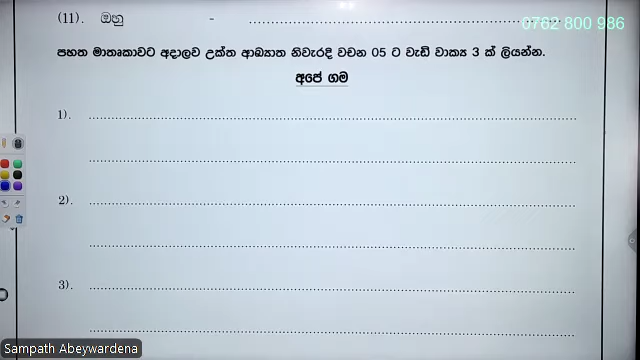 0762 800 986
(11). ඔහු - ................................................
පහත මාතෘකාවට අදාලව උක්ත ආඛ්‍යාත නිවැරදි වචන 05 ට වැඩි වාක්‍ය 3 ක් ලියන්න.
අපේ ගම
1). ................................................
................................................
2). ................................................
................................................
3). ................................................
................................................
Sampath Abeywardena